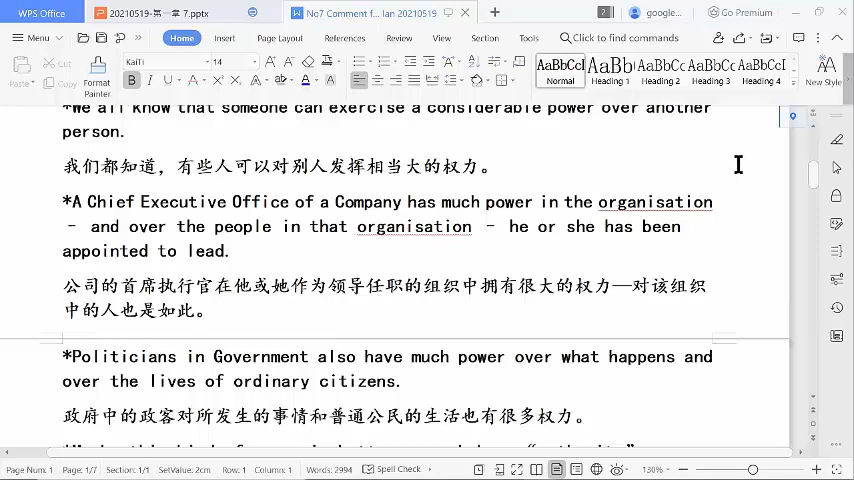 WPS Office
20210519-第一章 7.pptx
No7 Comment f... Ian 20210519
2
google...
Go Premium
Menu
Home
Insert
Page Layout
References
Review
View
Section
Tools
Click to find commands
Paste
Cut
Copy
Format
Painter
KaiTi
14
AaBbCcI
Normal
AaBb
Heading 1
AaBbC
Heading 2
AaBbC
Heading 3
AaBbCc
Heading 4
New Style
*We all know that someone can exercise a considerable power over another
person.
我们都知道，有些人可以对别人发挥相当大的权力。
*A Chief Executive Office of a Company has much power in the organisation
– and over the people in that organisation – he or she has been
appointed to lead.
公司的首席执行官在他或她作为领导任职的组织中拥有很大的权力—对该组织
中的人也是如此。
*Politicians in Government also have much power over what happens and
over the lives of ordinary citizens.
政府中的政客对所发生的事情和普通公民的生活也有很多权力。
Page Num: 1
Page: 1/7
Section: 1/1
SetValue: 2cm
Row: 1
Column: 1
Words: 2994
Spell Check
130%